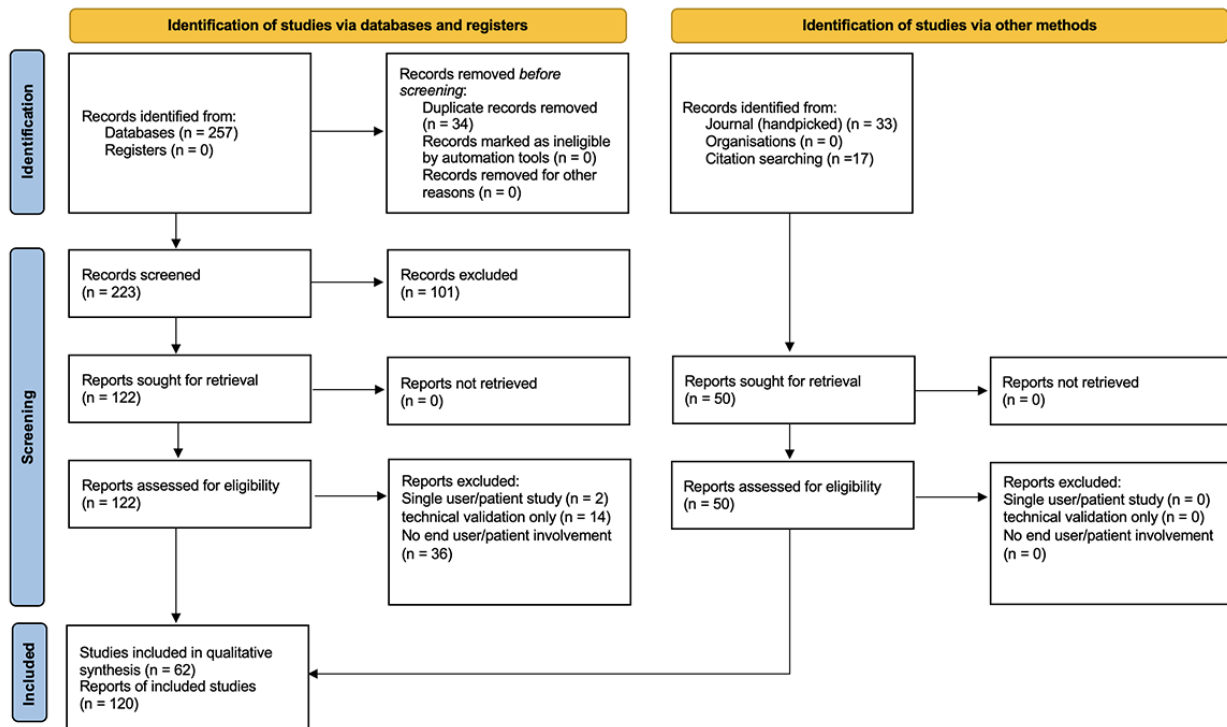 Identification of studies via databases and registers
Identification of studies via other methods
Identification
Records identified from:
Databases (n = 257)
Registers (n = 0)
Records removed before
screening:
Duplicate records removed
(n = 34)
Records marked as ineligible
by automation tools (n = 0)
Records removed for other
reasons (n = 0)
Records identified from:
Journal (handpicked) (n = 33)
Organisations (n = 0)
Citation searching (n =17)
Screening
Records screened
(n = 223)
Records excluded
(n = 101)
Reports sought for retrieval
(n = 122)
Reports not retrieved
(n = 0)
Reports sought for retrieval
(n = 50)
Reports not retrieved
(n = 0)
Reports assessed for eligibility
(n = 122)
Reports excluded:
Single user/patient study (n = 2)
technical validation only (n = 14)
No end user/patient involvement
(n = 36)
Reports assessed for eligibility
(n = 50)
Reports excluded:
Single user/patient study (n = 0)
technical validation only (n = 0)
No end user/patient involvement
(n = 0)
Included
Studies included in qualitative
synthesis (n = 62)
Reports of included studies
(n = 120)